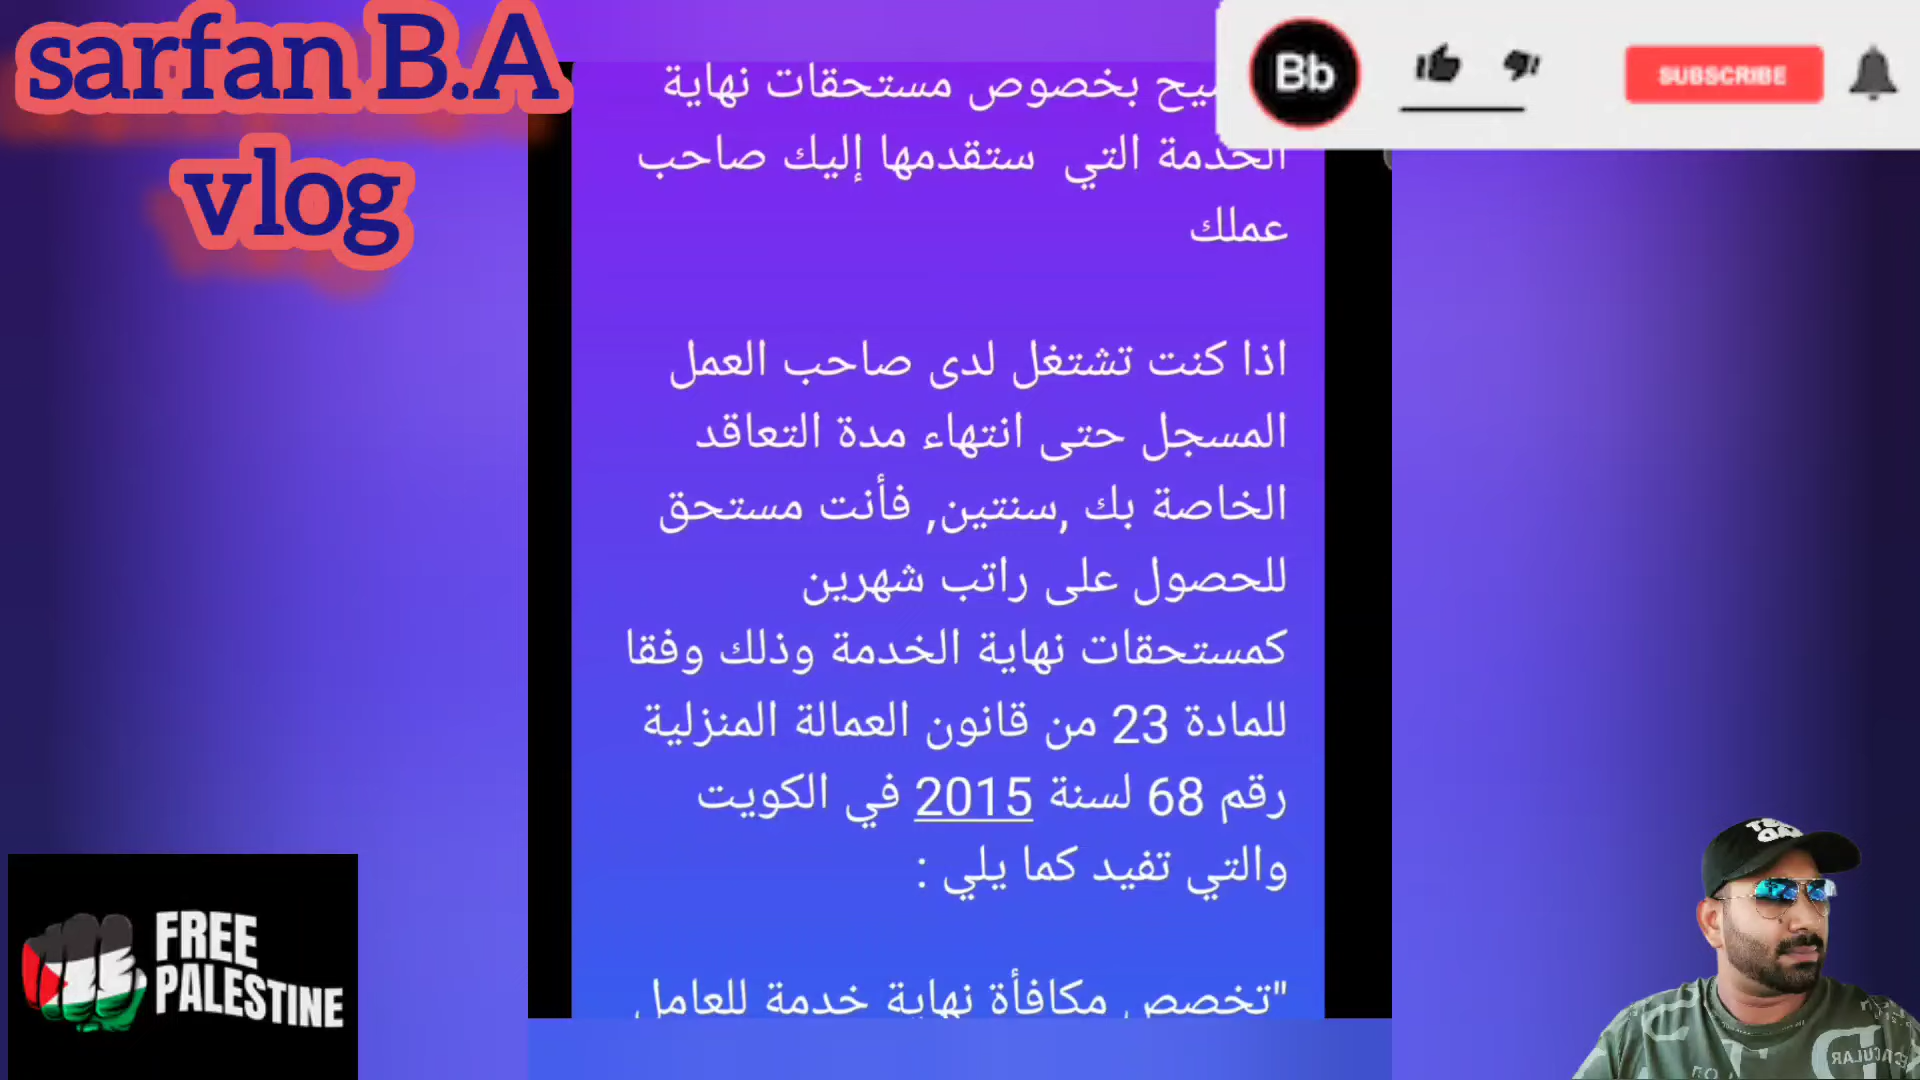 sarfan B.A
vlog
بخصوص مستحقات نهاية
الخدمة التي ستقدمها إليك صاحب
عملك
اذا كنت تشتغل لدى صاحب العمل
المسجل حتى انتهاء مدة التعاقد
الخاصة بك ,سنتين, فأنت مستحق
للحصول على راتب شهرين
كمستحقات نهاية الخدمة وذلك وفقا
للمادة 23 من قانون العمالة المنزلية
رقم 68 لسنة 2015 في الكويت
والتي تفيد كما يلي :
"تخصص مكافأة نهاية خدمة للعامل
Bb
SUBSCRIBE
FREE
PALESTINE